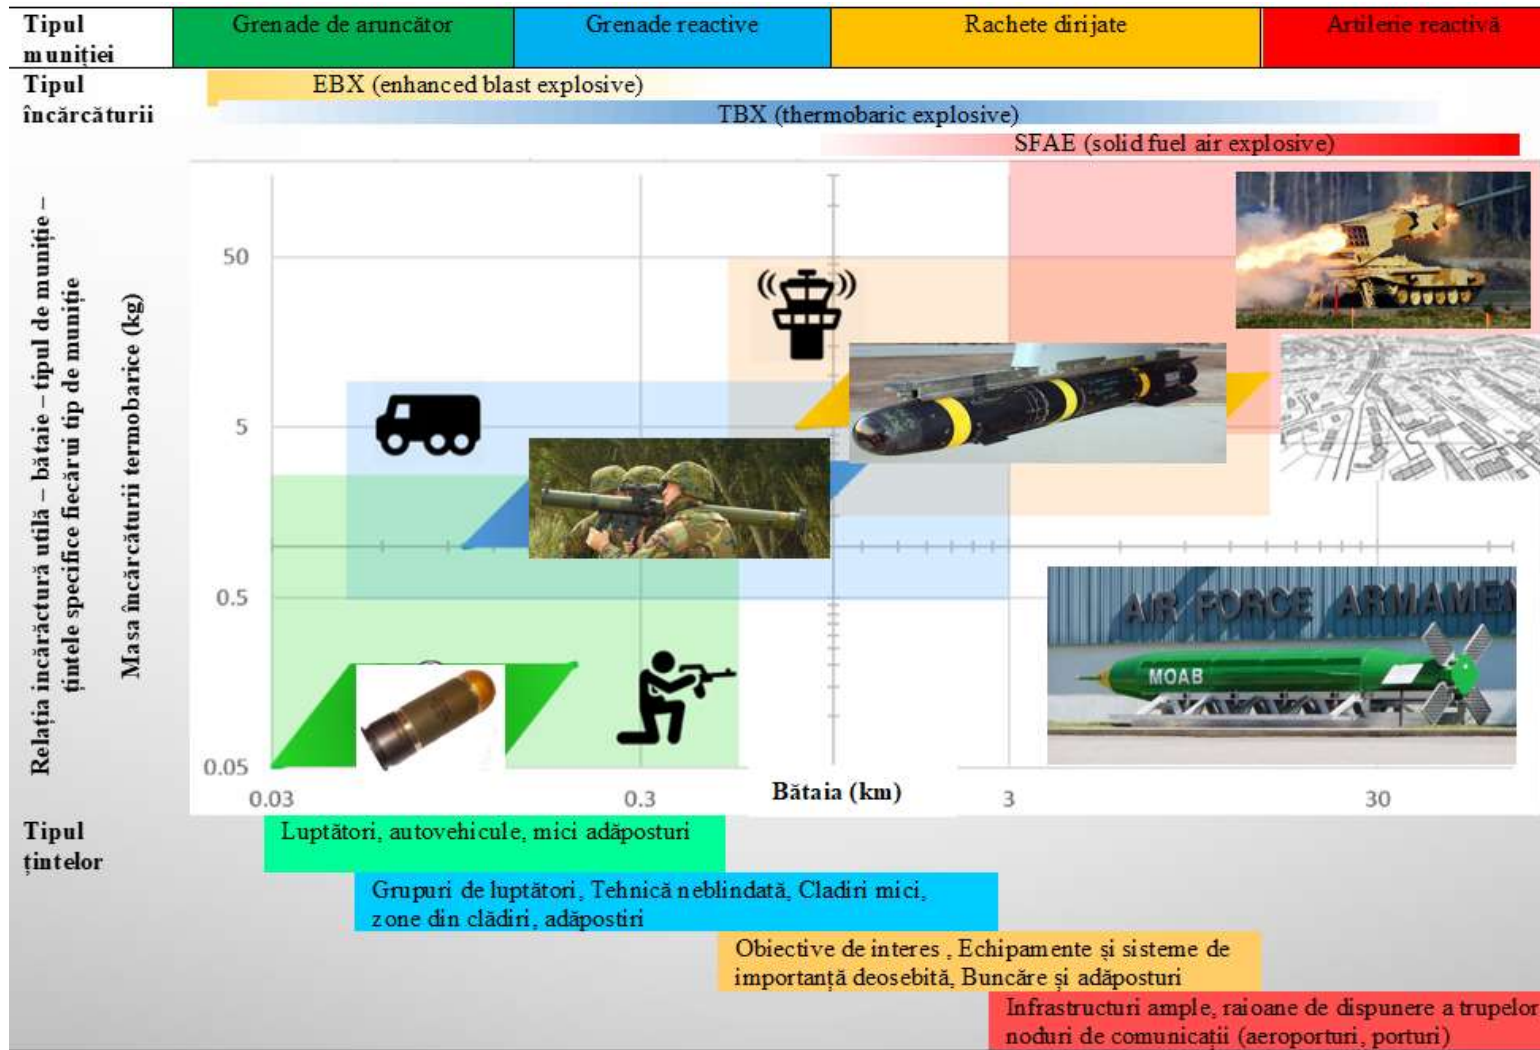 Tipul
muniției
Grenade de aruncător
Grenade reactive
Rachete dirijate
Artilerie reactivă
Tipul
încărcăturii
EBX (enhanced blast explosive)
TBX (thermobaric explosive)
SFAE (solid fuel air explosive)
Relația incărăctură utilă – bătaie – tipul de muniție –
țintele specifice fiecărui tip de muniție
Masa încărcăturii termobarice (kg)
50
5
0.5
0.05
AIR FORCE ARMAMEN
MOAB
0.03
0.3
Bătaia (km)
3
30
Tipul
țintelor
Luptători, autovehicule, mici adăposturi
Grupuri de luptători, Tehnică neblindată, Cladiri mici,
zone din clădiri, adăpostiri
Obiective de interes , Echipamente și sisteme de
importanță deosebită, Buncăre și adăposturi
Infrastructuri ample, raioane de dispunere a trupelor
noduri de comunicații (aeroporturi, porturi)